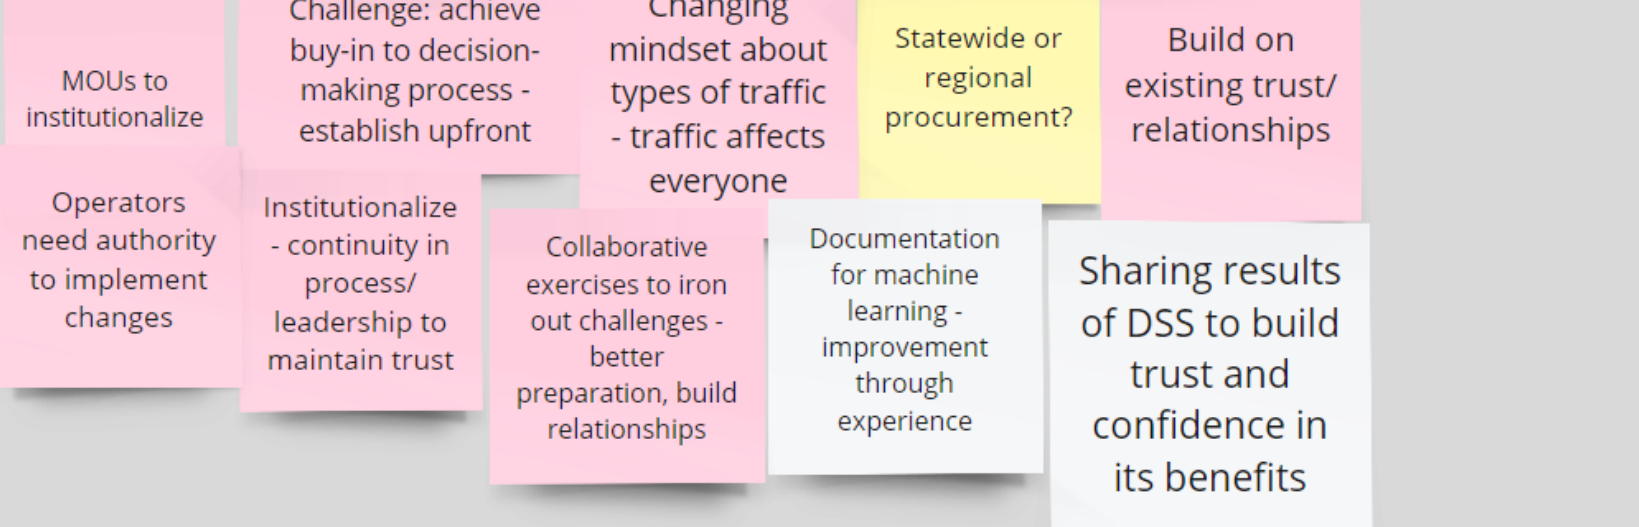 MOUs to
institutionalize
Challenge: achieve
buy-in to decision-
making process -
establish upfront
Changing
mindset about
types of traffic
- traffic affects
everyone
Statewide or
regional
procurement?
Build on
existing trust/
relationships
Operators
need authority
to implement
changes
Institutionalize
- continuity in
process/
leadership to
maintain trust
Collaborative
exercises to iron
out challenges -
better
preparation, build
relationships
Documentation
for machine
learning -
improvement
through
experience
Sharing results
of DSS to build
trust and
confidence in
its benefits